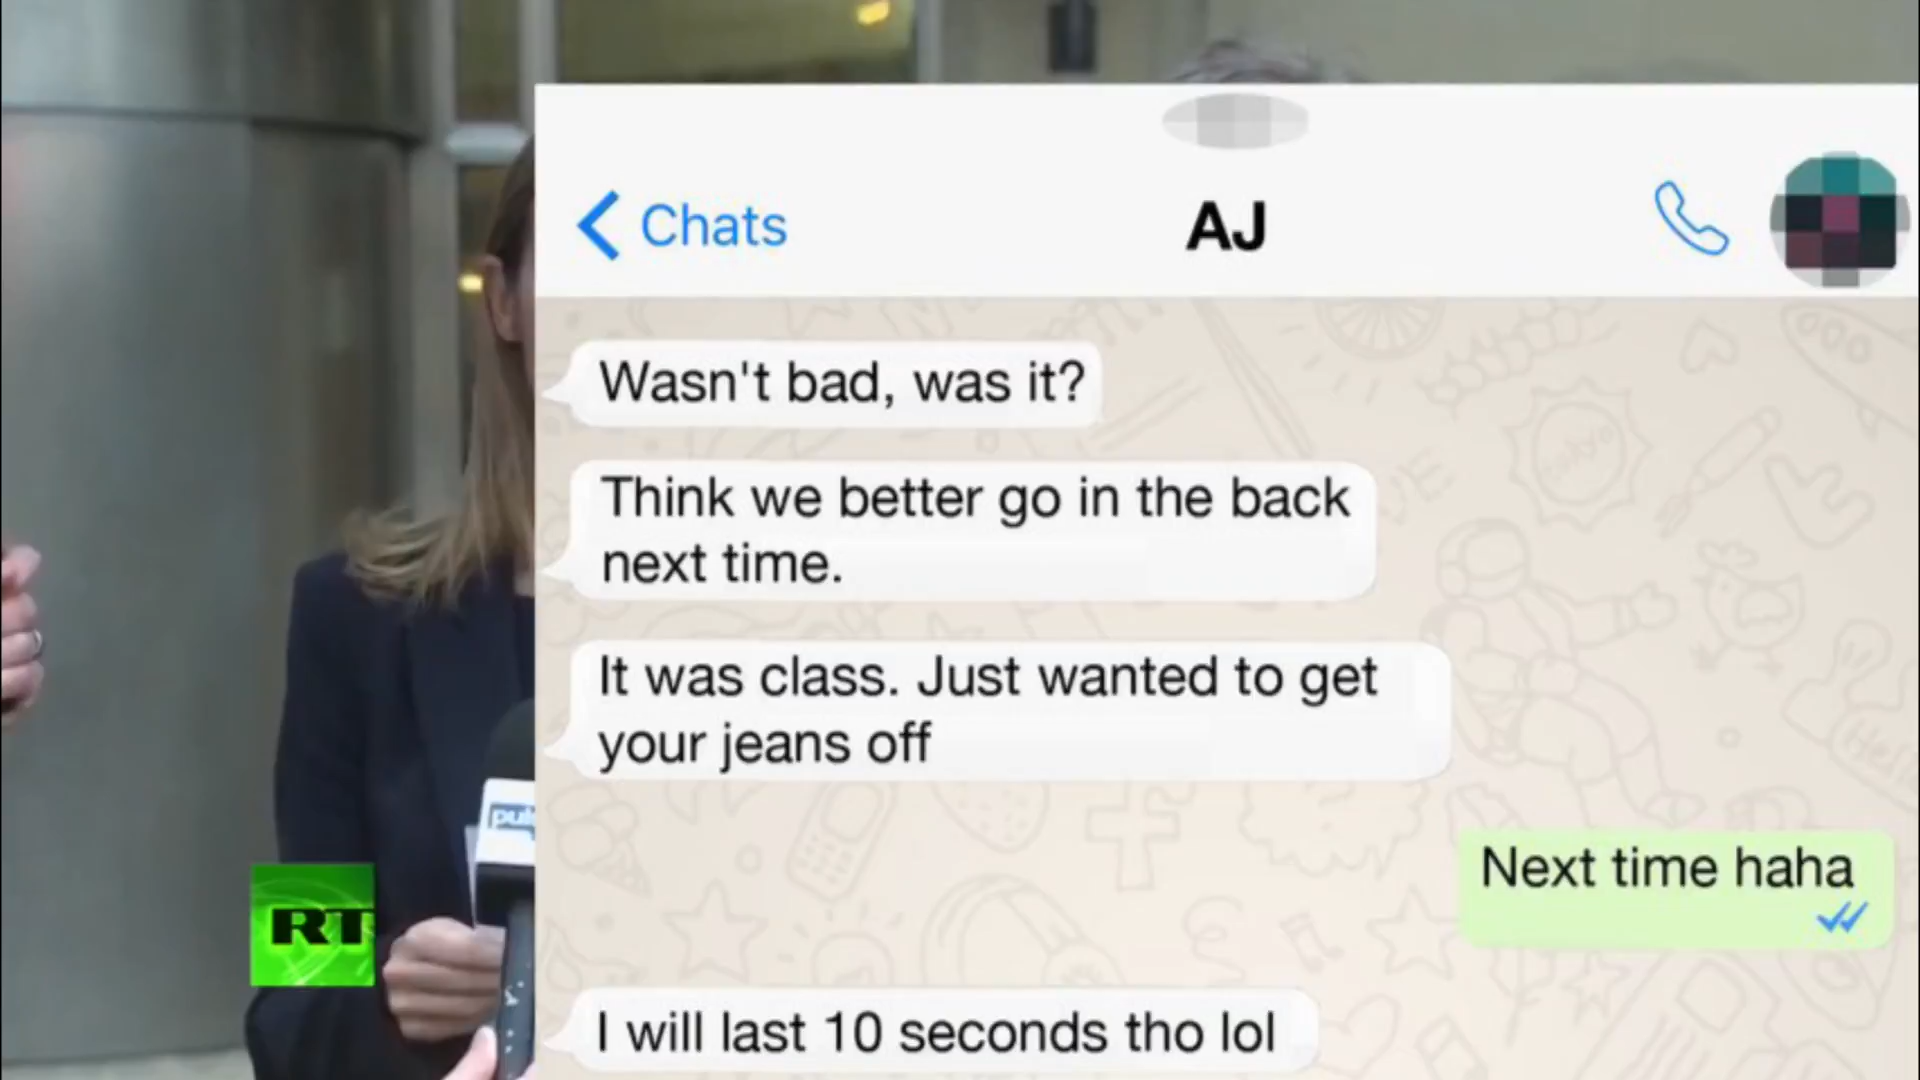 Chats
AJ
Wasn't bad, was it?
Think we better go in the back
next time.
It was class. Just wanted to get
your jeans off
Next time haha
I will last 10 seconds tho lol
RT